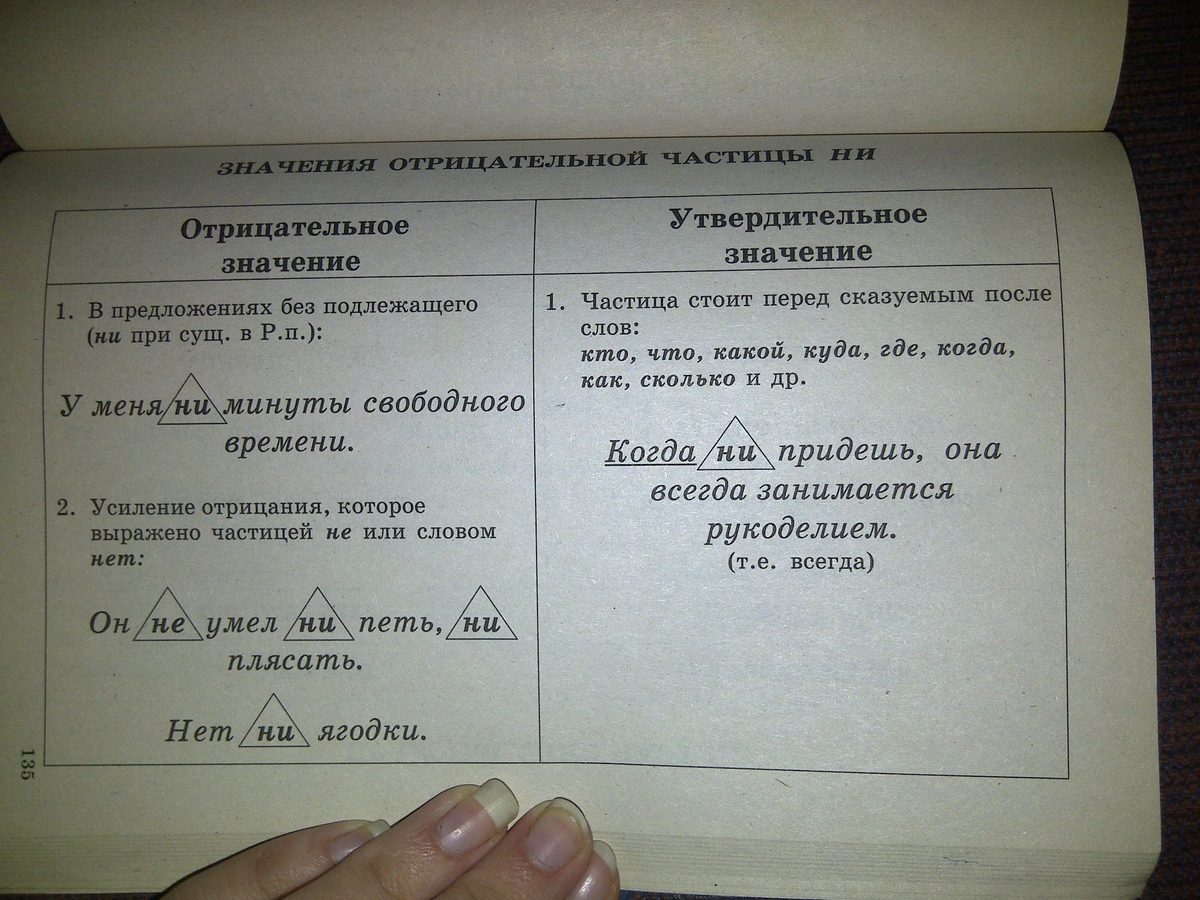 ЗНАЧЕНИЯ ОТРИЦАТЕЛЬНОЙ ЧАСТИЦЫ НИ
Отрицательное
значение
1. В предложениях без подлежащего
(ни при сущ. в Р.п.):
У меня ни минуты свободного
времени.
2. Усиление отрицания, которое
выражено частицей не или словом
нет:
Он не умел ни петь, ни
плясать.
Нет ни ягодки.
Утвердительное
значение
1. Частица стоит перед сказуемым после
слов:
кто, что, какой, куда, где, когда,
как, сколько и др.
Когда ни придешь, она
всегда занимается
рукоделием.
(т.е. всегда)
135